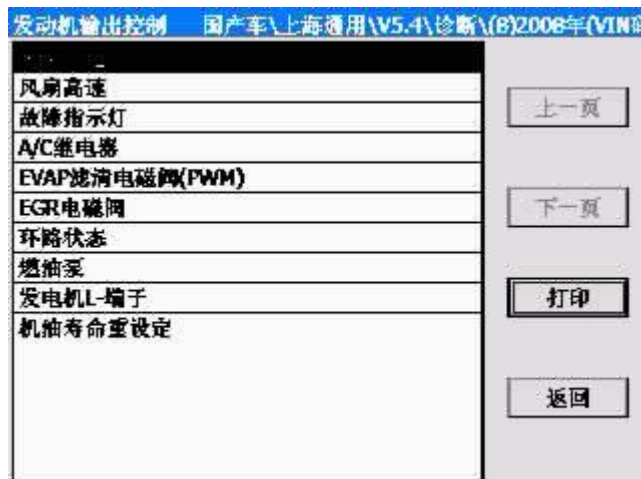 发动机输出控制 国产车\上海通用\V5.4\诊断\(B)2008年(VIN
风扇高速
故障指示灯
A/C继电器
EVAP滤清电磁阀(PWM)
EGR电磁阀
环路状态
燃油泵
发电机L-端子
机油寿命重设定
上一页
下一页
打印
返回